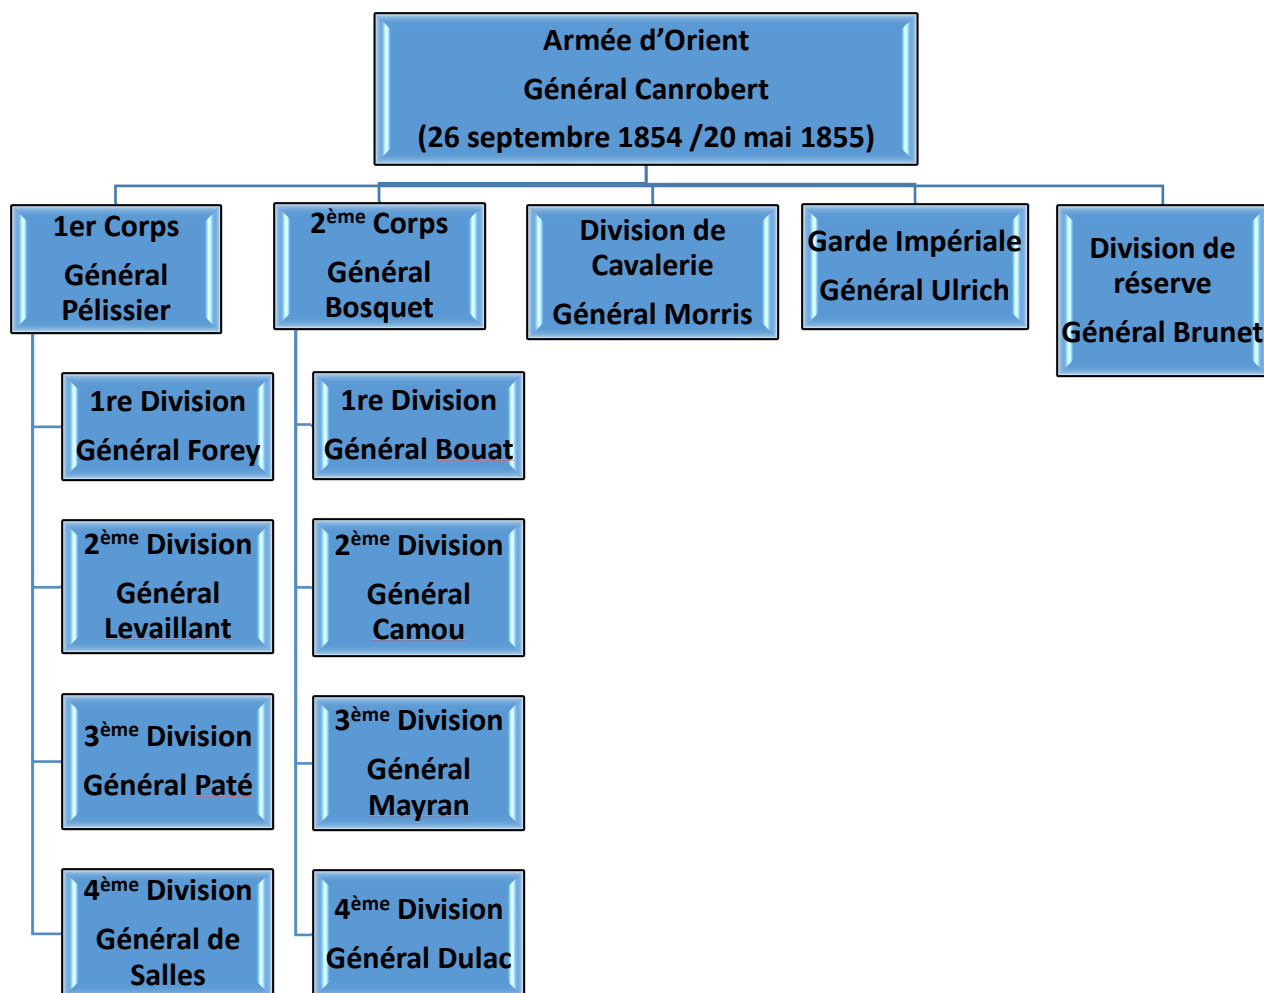 Armée d’Orient
Général Canrobert
(26 septembre 1854 /20 mai 1855)
1er Corps
Général
Pélissier
2ème Corps
Général
Bosquet
Division de
Cavalerie
Général Morris
Garde Impériale
Général Ulrich
Division de
réserve
Général Brunet
1re Division
Général Forey
2ème Division
Général
Levaillant
3ème Division
Général Paté
4ème Division
Général de
Salles
1re Division
Général Bouat
2ème Division
Général
Camou
3ème Division
Général
Mayran
4ème Division
Général Dulac